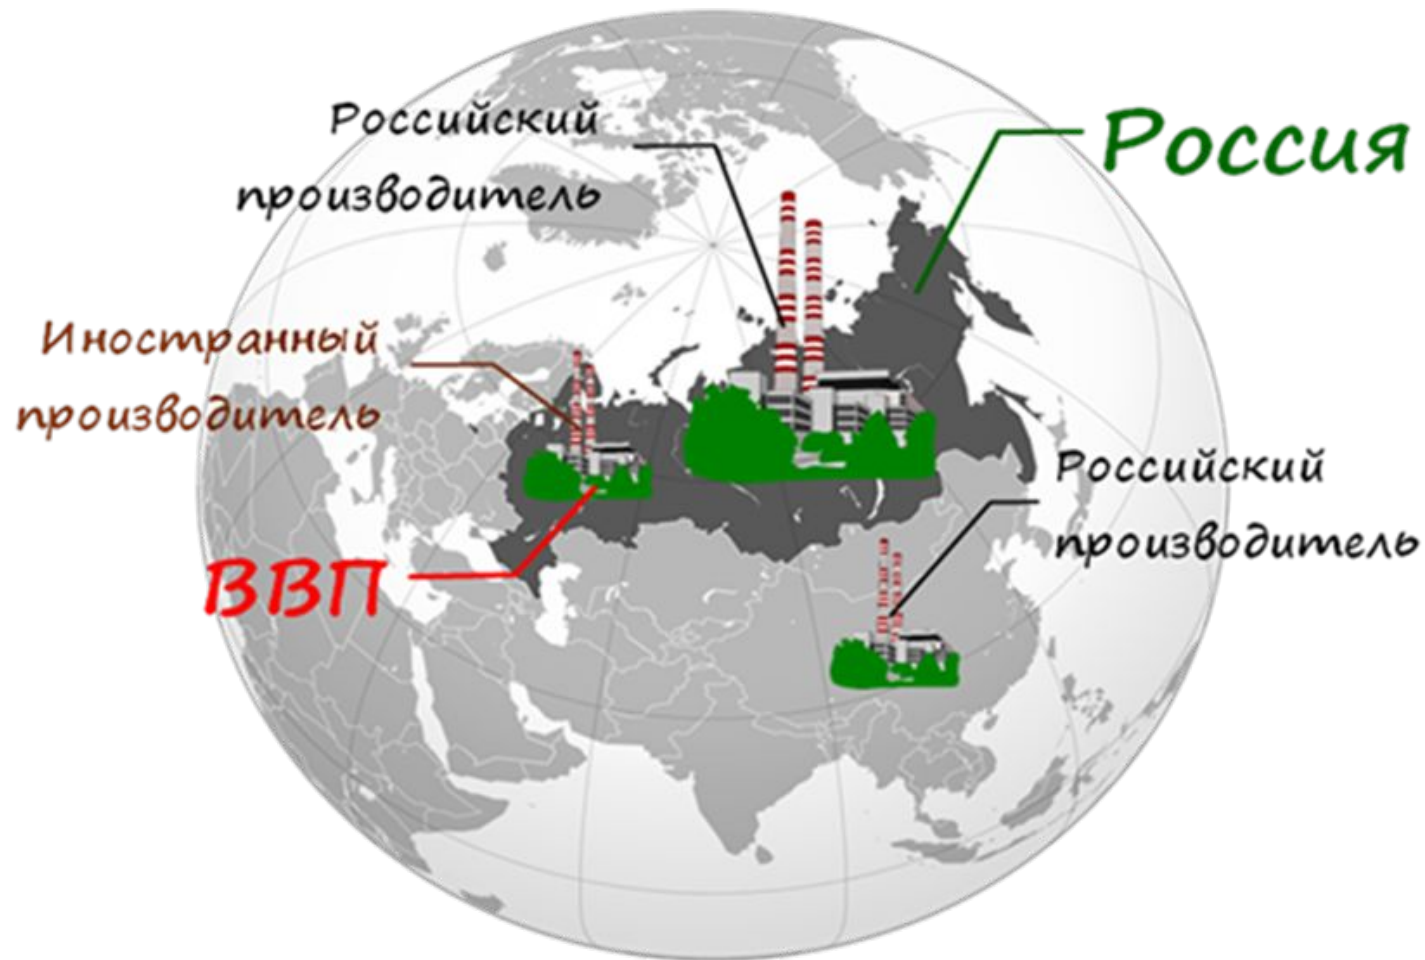 Российский
производитель
Россия
Иностранный
производитель
Российский
производитель
ВВП